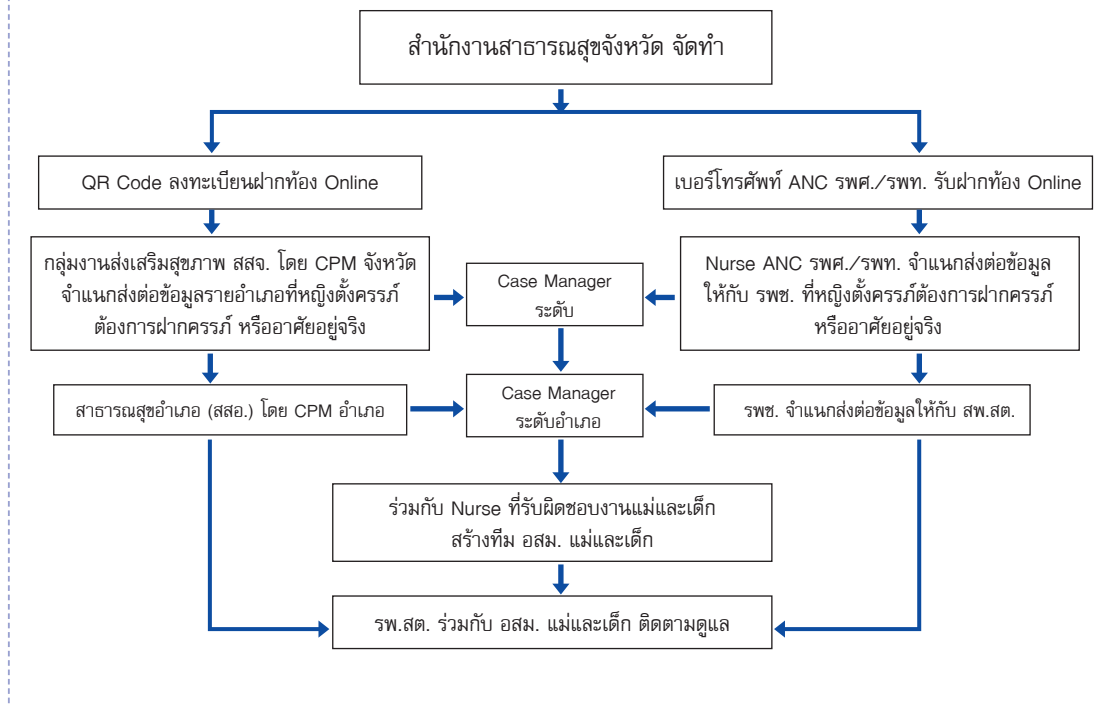 สำนักงานสาธารณสุขจังหวัด จัดทำ
QR Code ลงทะเบียนฝากท้อง Online
เบอร์โทรศัพท์ ANC รพศ./รพท. รับฝากท้อง Online
กลุ่มงานส่งเสริมสุขภาพ สสจ. โดย CPM จังหวัด
จำแนกส่งต่อข้อมูลรายอำเภอที่หญิงตั้งครรภ์
ต้องการฝากครรภ์ หรืออาศัยอยู่จริง
Case Manager
ระดับ
Nurse ANC รพศ./รพท. จำแนกส่งต่อข้อมูล
ให้กับ รพช. ที่หญิงตั้งครรภ์ต้องการฝากครรภ์
หรืออาศัยอยู่จริง
สาธารณสุขอำเภอ (สสอ.) โดย CPM อำเภอ
Case Manager
ระดับอำเภอ
รพช. จำแนกส่งต่อข้อมูลให้กับ สพ.สต.
ร่วมกับ Nurse ที่รับผิดชอบงานแม่และเด็ก
สร้างทีม อสม. แม่และเด็ก
รพ.สต. ร่วมกับ อสม. แม่และเด็ก ติดตามดูแล